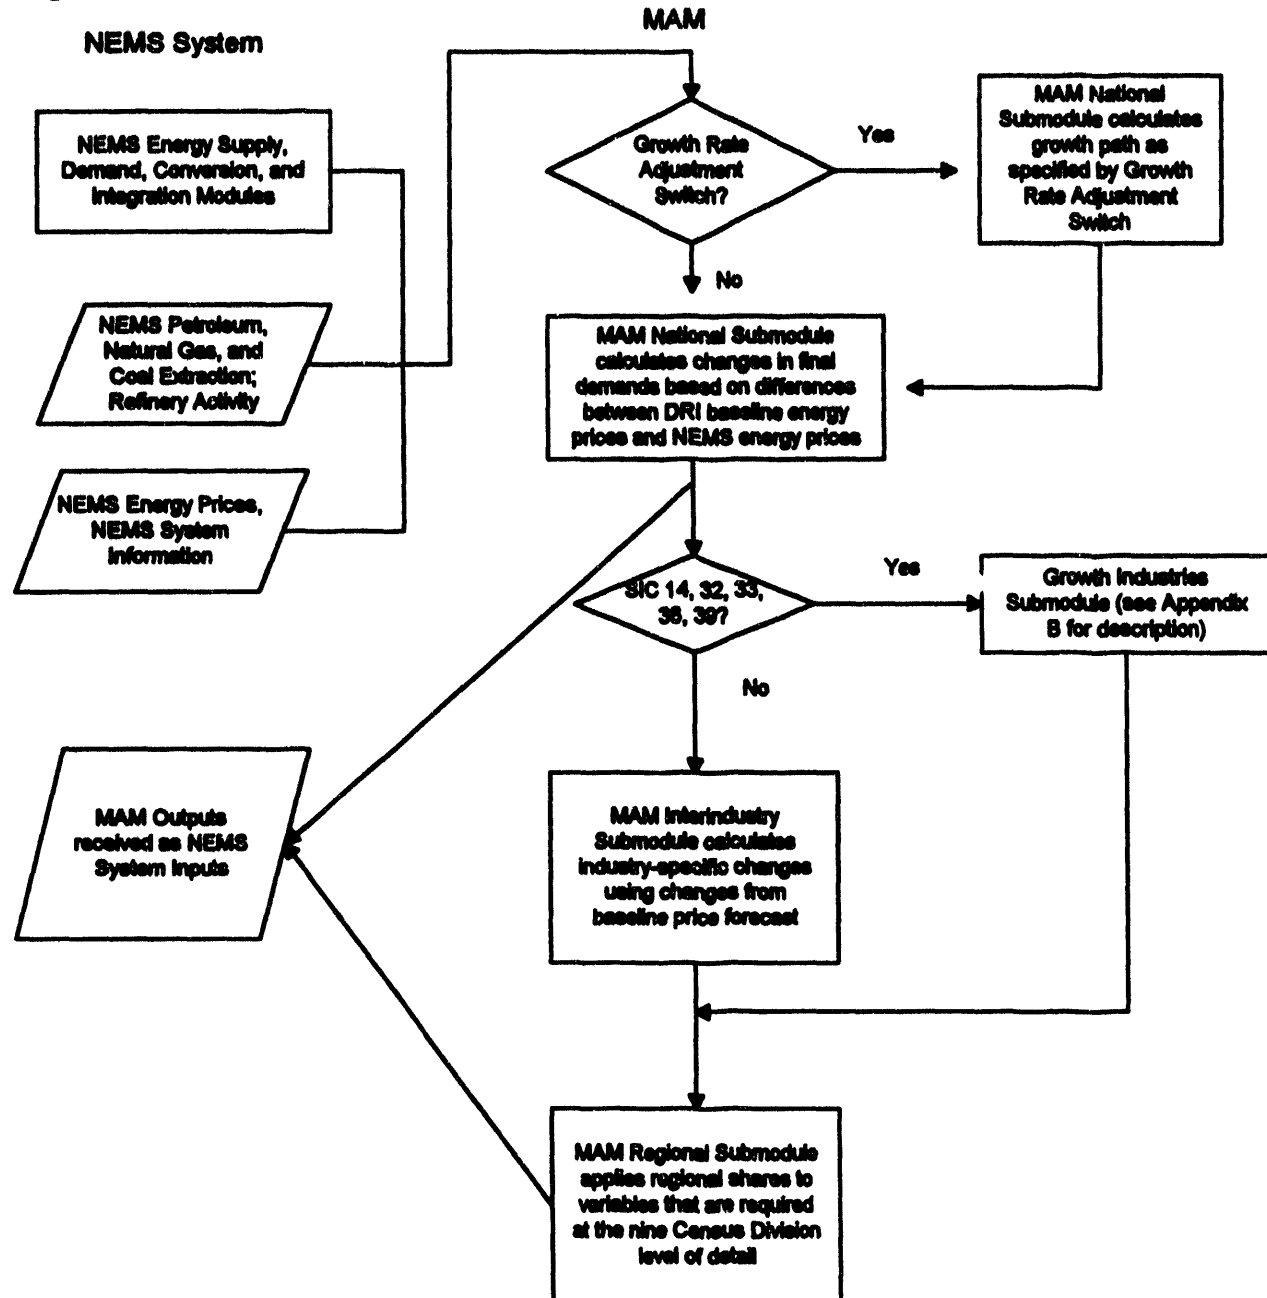 MAM
NEMS System
NEMS Energy Supply,
Demand, Conversion, and
Integration Modules
Growth Rate
Adjustment
Switch?
Yes
MAM National
Submodule calculates
growth path as
specified by Growth
Rate Adjustment
Switch
No
NEMS Petroleum,
Natural Gas, and
Coal Extraction;
Refinery Activity
MAM National Submodule
calculates changes in final
demands based on differences
between DRI baseline energy
prices and NEMS energy prices
NEMS Energy Prices,
NEMS System
Information
SIC 14, 32, 33,
36, 39?
Yes
Growth Industries
Submodule (see Appendix
B for description)
No
MAM Outputs
received as NEMS
System Inputs
MAM Interindustry
Submodule calculates
industry-specific changes
using changes from
baseline price forecast
MAM Regional Submodule
applies regional shares to
variables that are required
at the nine Census Division
level of detail